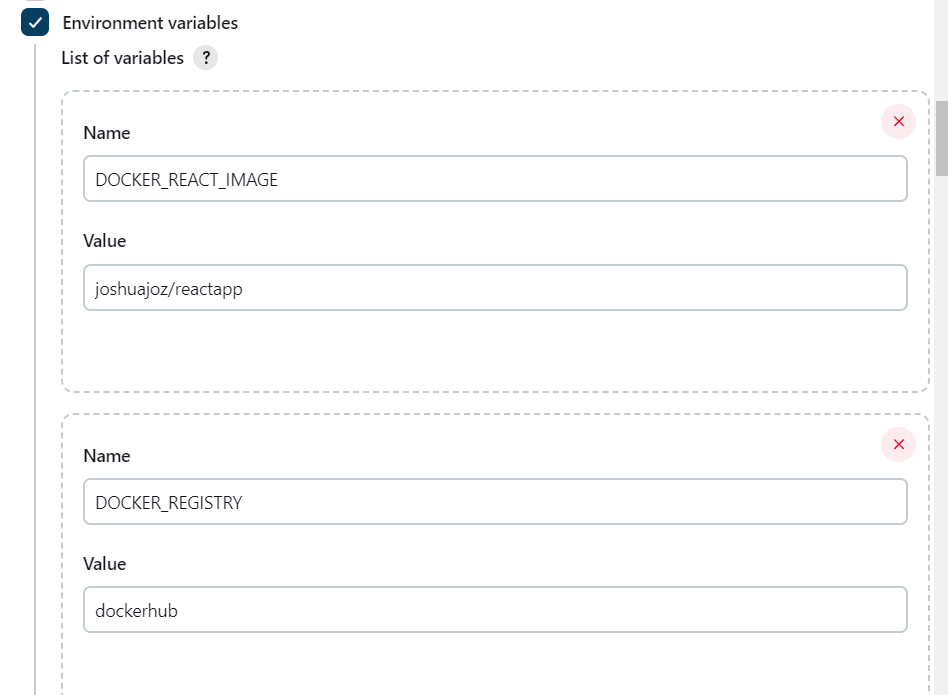 Environment variables
List of variables ?
Name
DOCKER_REACT_IMAGE
Value
joshuajoz/reactapp
Name
DOCKER_REGISTRY
Value
dockerhub